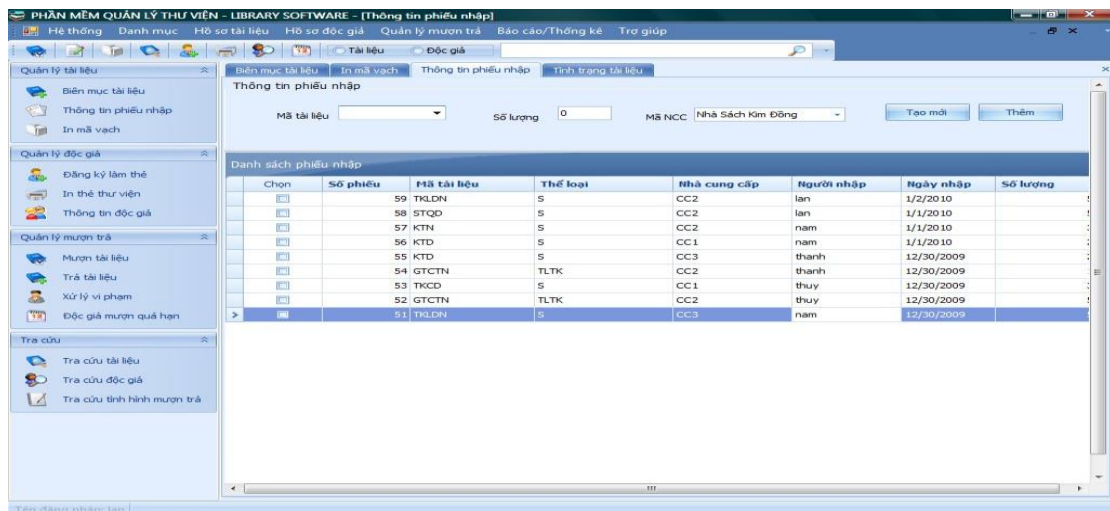 PHẦN MỀM QUẢN LÝ THƯ VIỆN - LIBRARY SOFTWARE - [Thông tin phiếu nhập]
Hệ thống Danh mục Hồ sơ tài liệu Hồ sơ độc giả Quản lý mượn trả Báo cáo/Thống kê Trợ giúp
Tài liệu Độc giả
Quản lý tài liệu
Biên mục tài liệu
Thông tin phiếu nhập
In mã vạch
Quản lý độc giả
Đăng ký làm thẻ
In thẻ thư viện
Thông tin độc giả
Quản lý mượn trả
Mượn tài liệu
Trả tài liệu
Xử lý vi phạm
Độc giả mượn quá hạn
Tra cứu
Tra cứu tài liệu
Tra cứu độc giả
Tra cứu tình hình mượn trả
Biên mục tài liệu In mã vạch Thông tin phiếu nhập Tình trạng tài liệu
Thông tin phiếu nhập
Mã tài liệu Số lượng 0 Mã NCC Nhà Sách Kim Đồng Tạo mới Thêm
Danh sách phiếu nhập
Chọn Số phiếu Mã tài liệu Thể loại Nhà cung cấp Người nhập Ngày nhập Số lượng
59 TKLDN S CC2 lan 1/2/2010
58 STQD S CC2 lan 1/1/2010
57 KTN S CC2 nam 1/1/2010
56 KTD S CC1 nam 1/1/2010
55 KTD S CC3 thanh 12/30/2009
54 GTCTN TLTK CC2 thanh 12/30/2009
53 TKCD S CC1 thuy 12/30/2009
52 GTCTN TLTK CC2 thuy 12/30/2009
51 TKLDN S CC3 nam 12/30/2009
Tên đăng nhập: lan